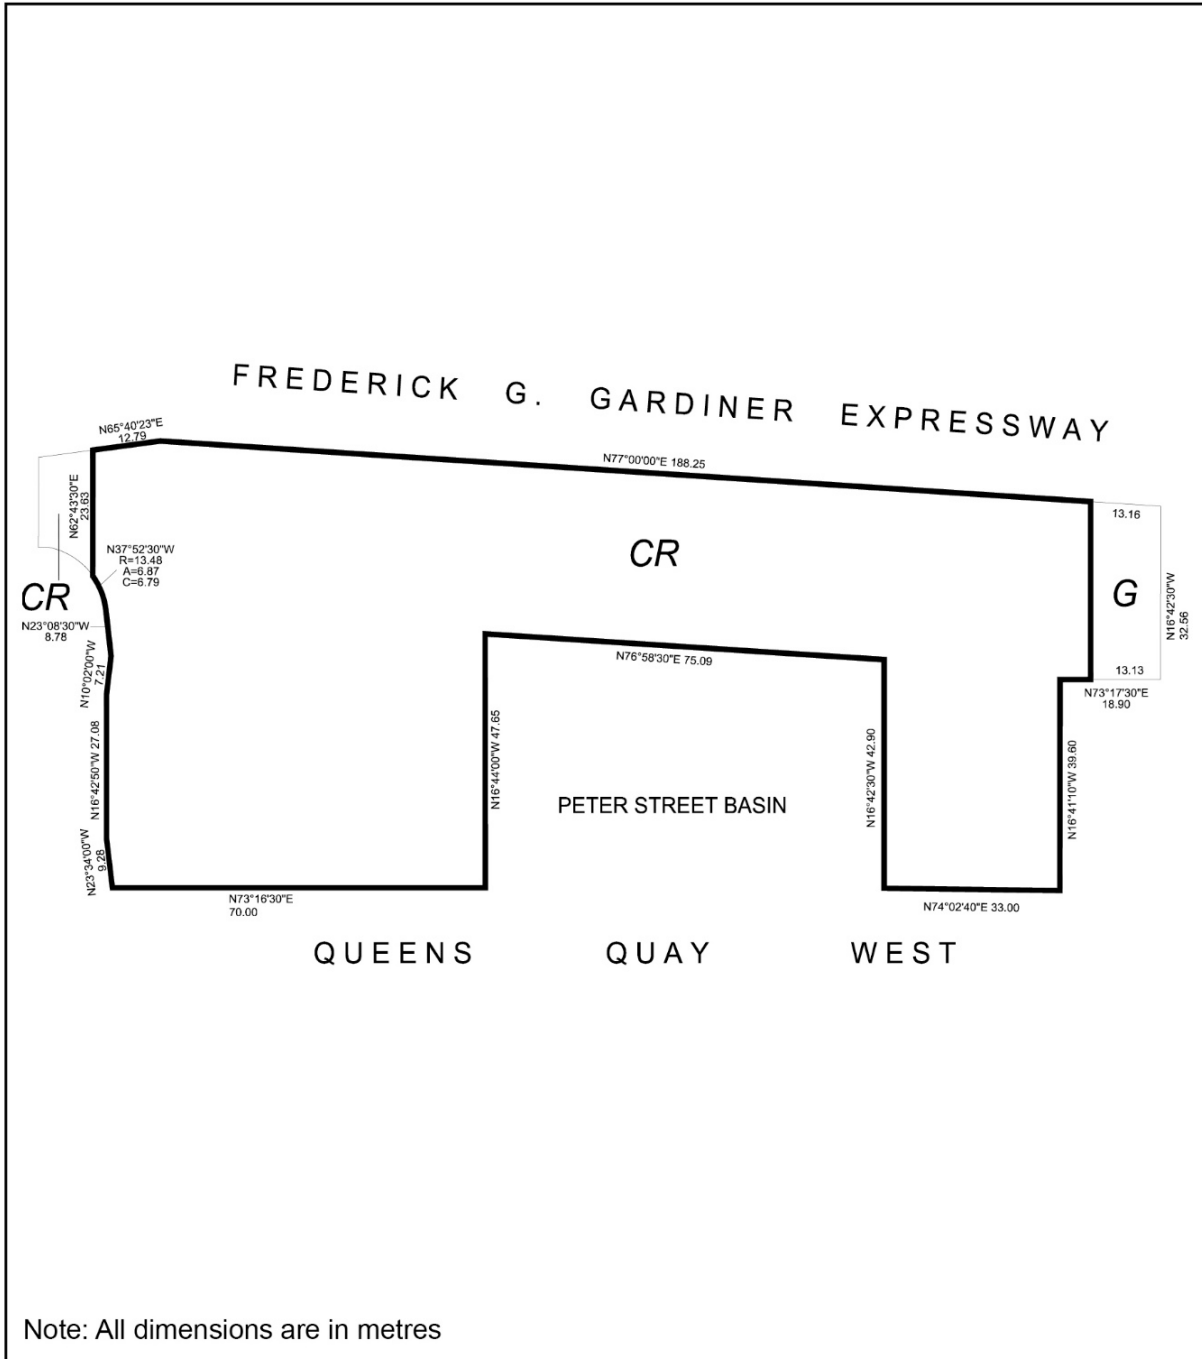 FREDERICK G. GARDINER EXPRESSWAY
N65°40'23"E
12.79
N77°00'00"E 188.25
N62°43'30"E
23.63
13.16
N37°52'30"W
R=13.48
A=6.87
C=6.79
CR
G
CR
N16°42'30"W
32.56
N23°08'30"W
8.78
N10°02'00"W
7.21
N76°58'30"E 75.09
13.13
N73°17'30"E
18.90
N16°42'50"W 27.08
N16°44'00"W 47.65
N16°42'30"W 42.90
N16°41'10"W 39.60
PETER STREET BASIN
N23°34'00"W
9.28
N73°16'30"E
70.00
N74°02'40"E 33.00
QUEENS QUAY WEST
Note: All dimensions are in metres